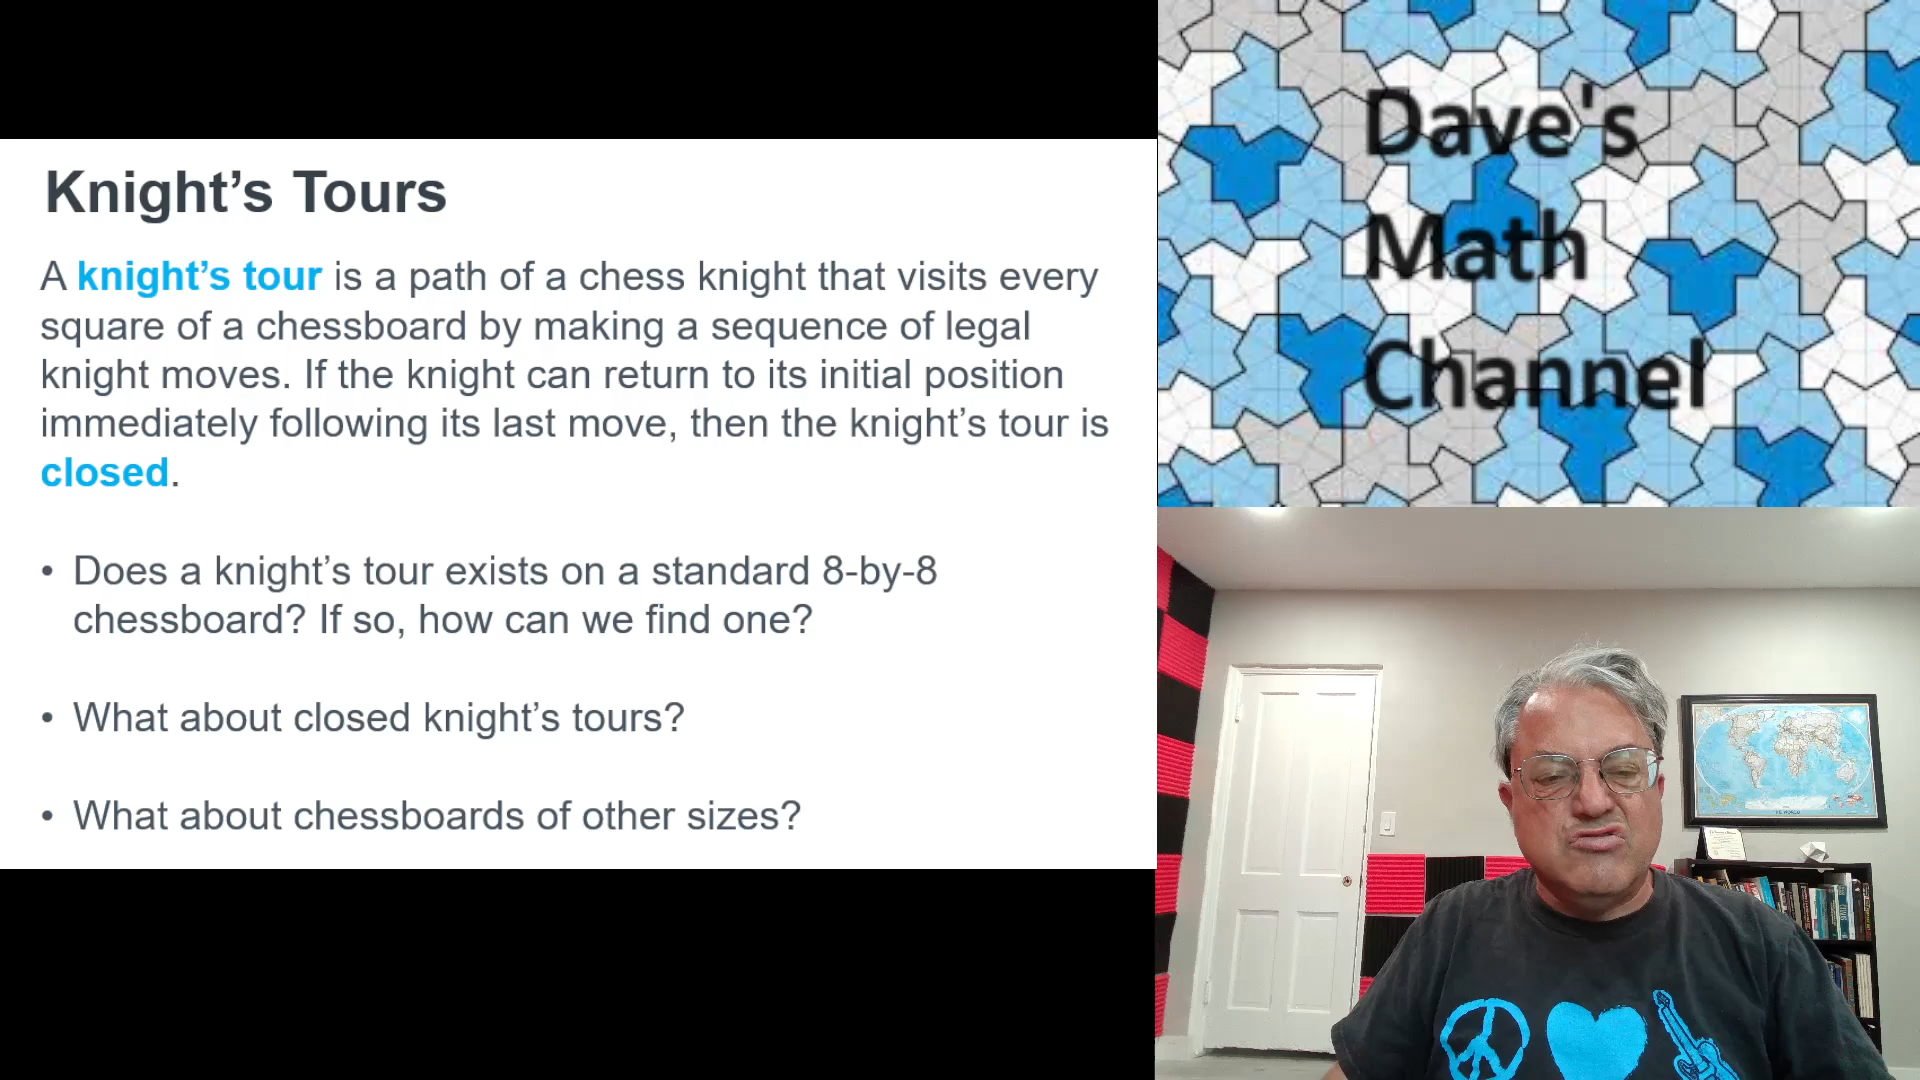 Knight’s Tours
A knight’s tour is a path of a chess knight that visits every
square of a chessboard by making a sequence of legal
knight moves. If the knight can return to its initial position
immediately following its last move, then the knight’s tour is
closed.
• Does a knight’s tour exists on a standard 8-by-8
chessboard? If so, how can we find one?
• What about closed knight’s tours?
• What about chessboards of other sizes?
Dave's
Math
Channel